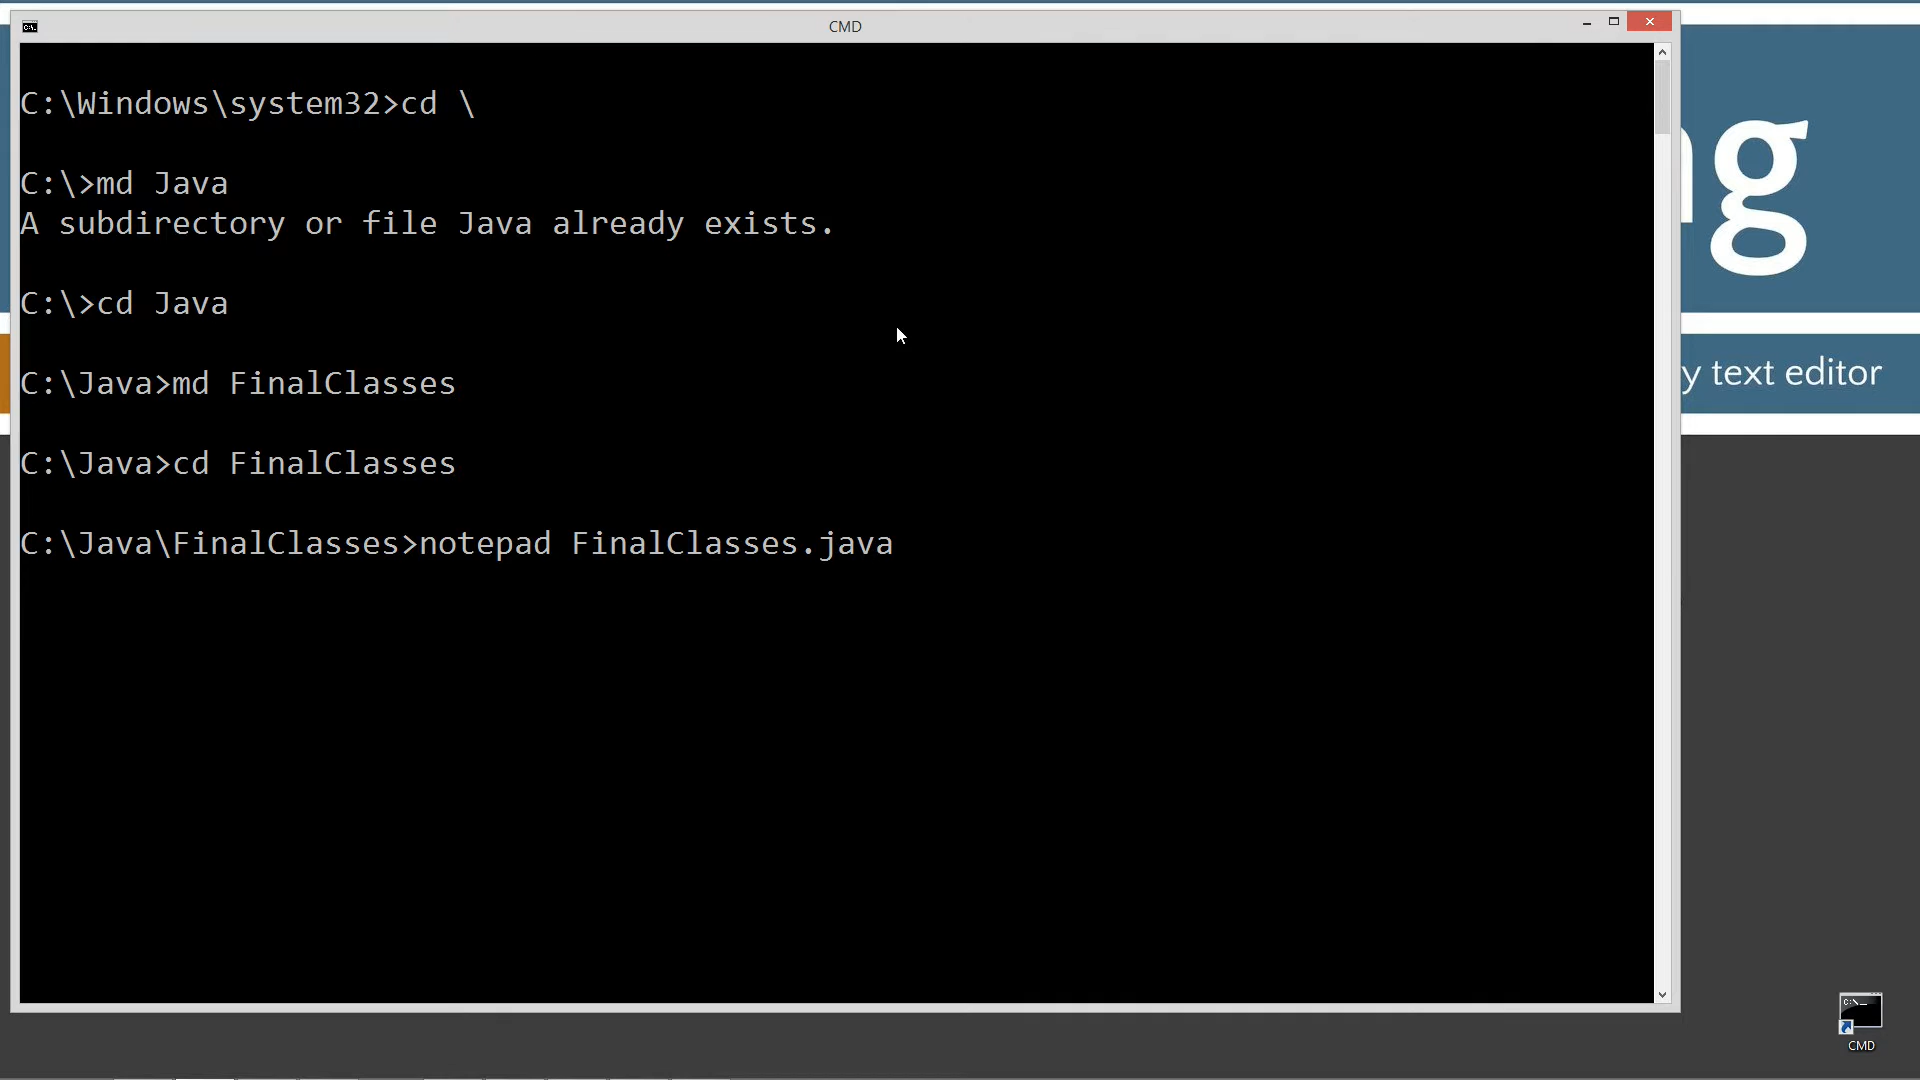 CMD
C:\Windows\system32>cd \
C:\>md Java
A subdirectory or file Java already exists.
C:\>cd Java
C:\Java>md FinalClasses
C:\Java>cd FinalClasses
C:\Java\FinalClasses>notepad FinalClasses.java
g
y text editor
CMD